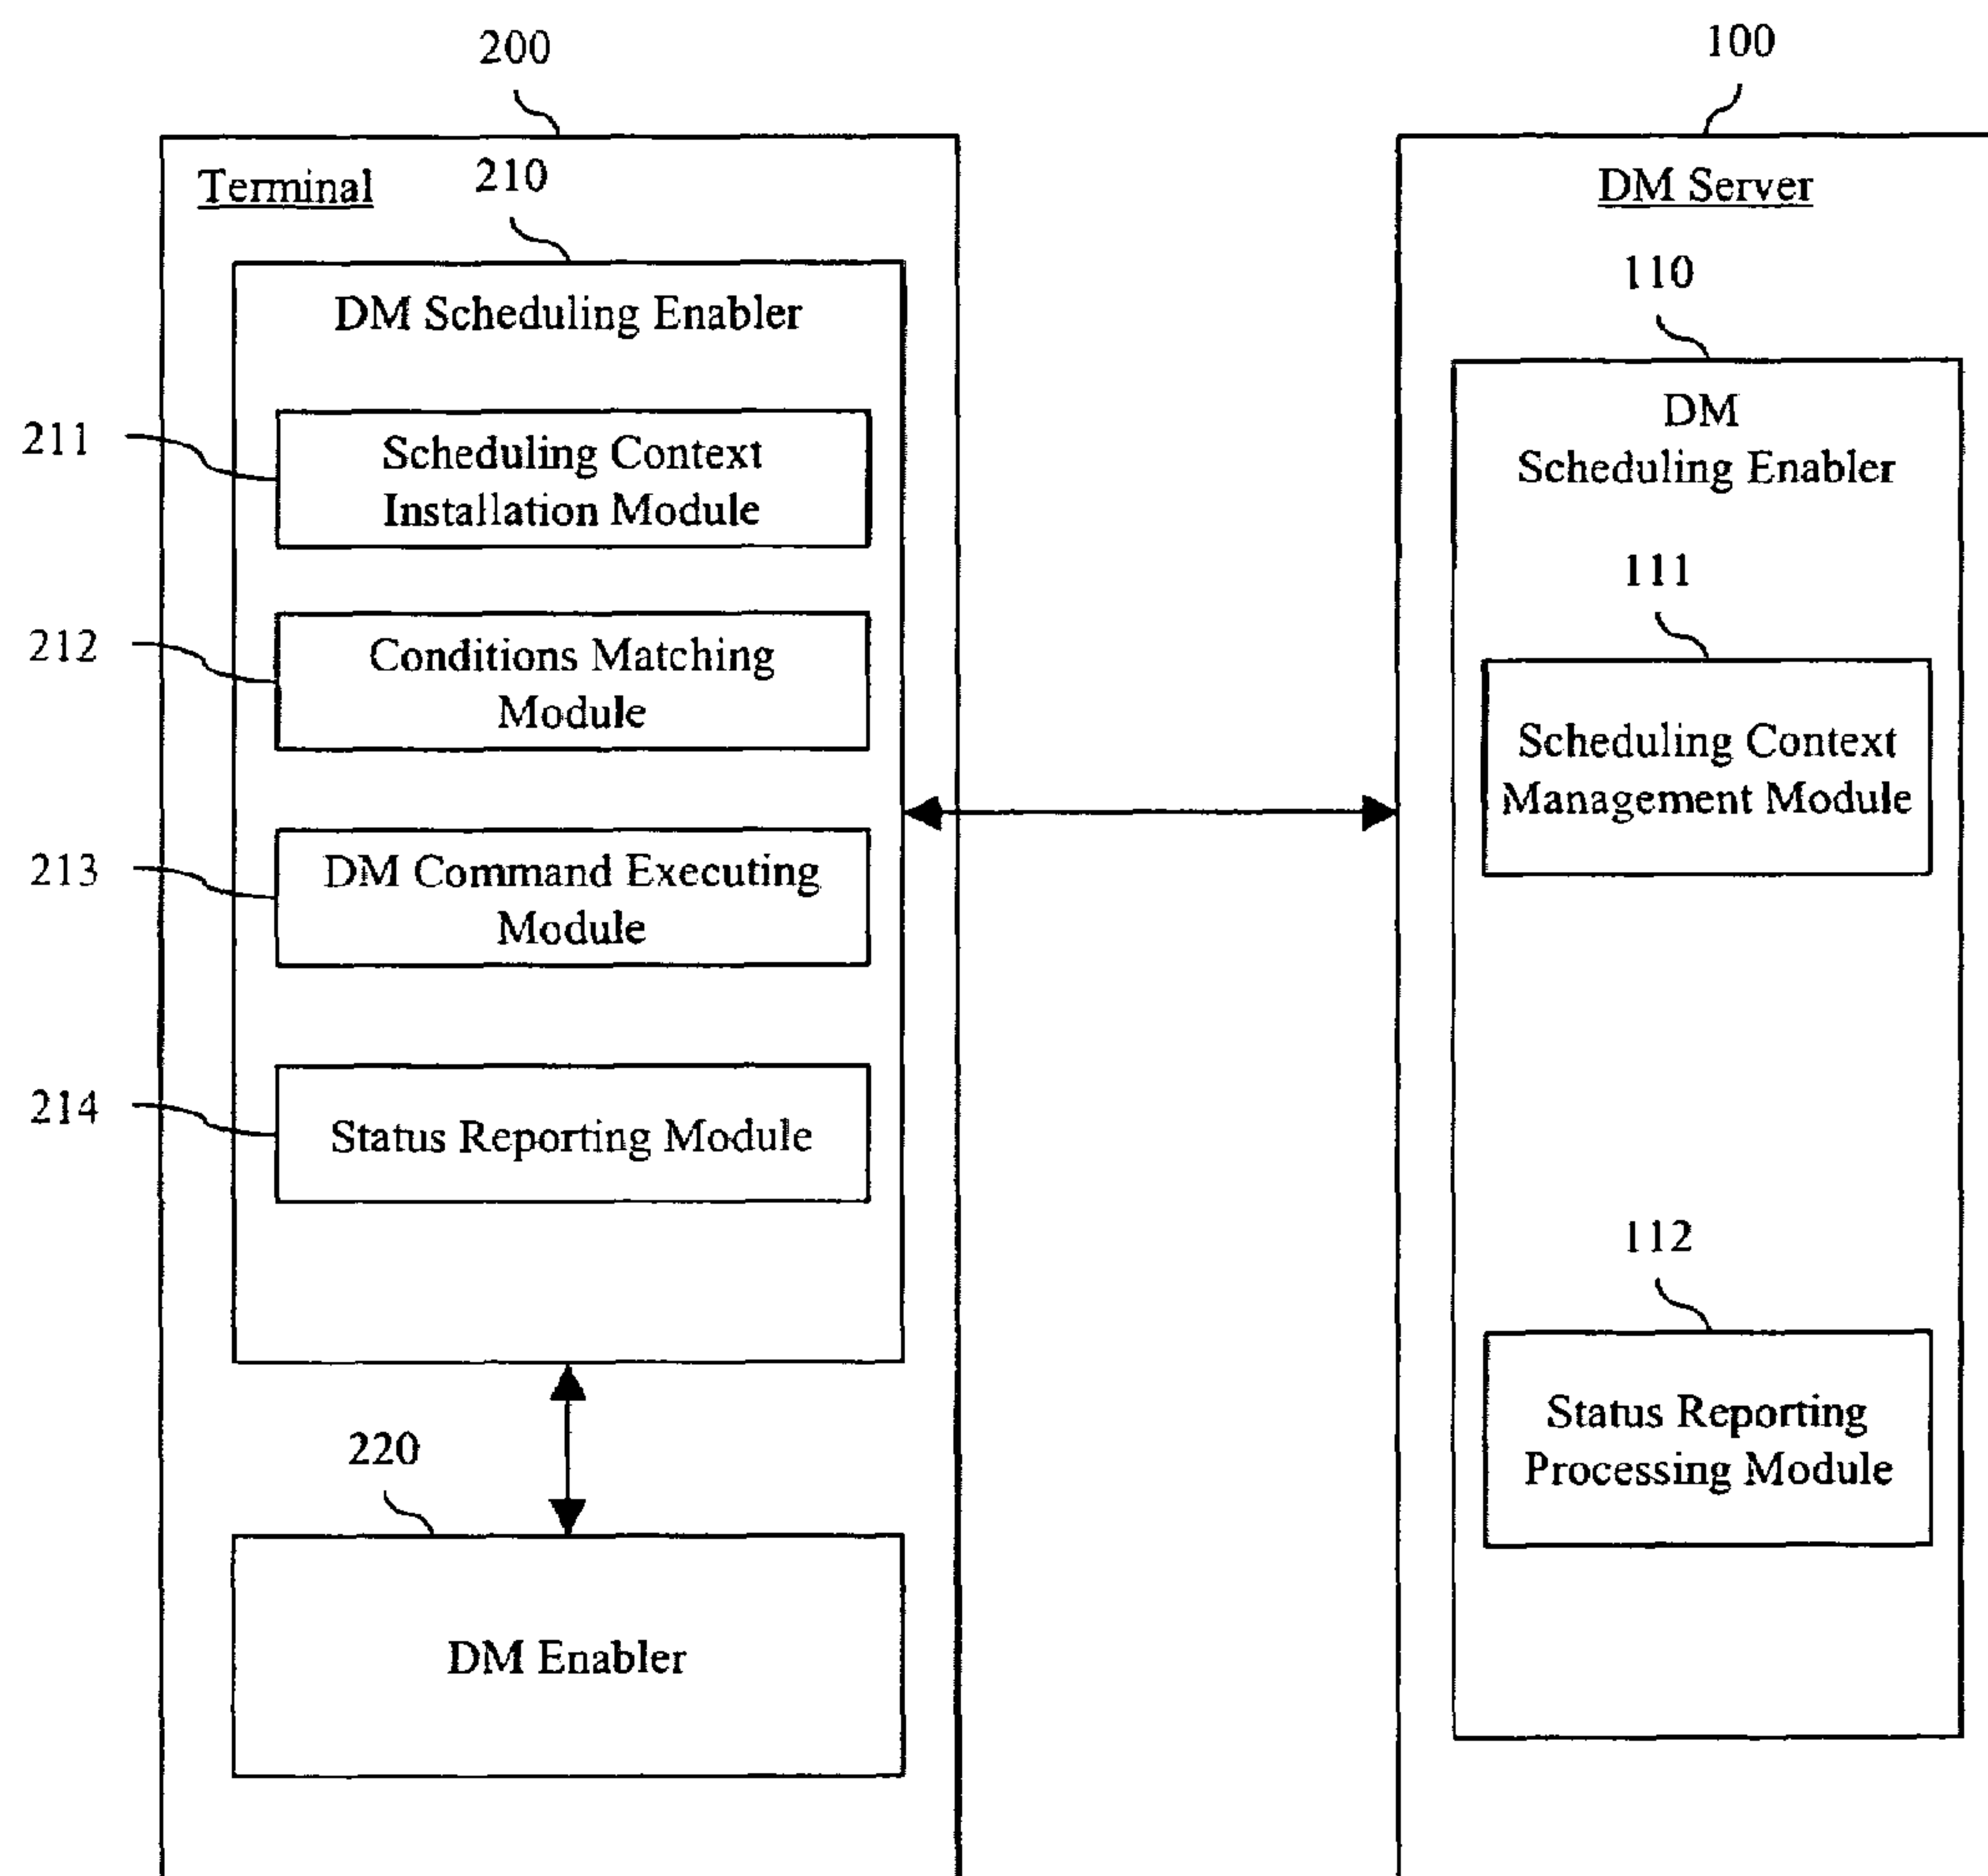 200
100
Terminal
210
DM Server
110
DM Scheduling Enabler
DM
Scheduling Enabler
211
Scheduling Context
Installation Module
111
212
Conditions Matching
Module
Scheduling Context
Management Module
213
DM Command Executing
Module
214
Status Reporting Module
112
Status Reporting
Processing Module
220
DM Enabler